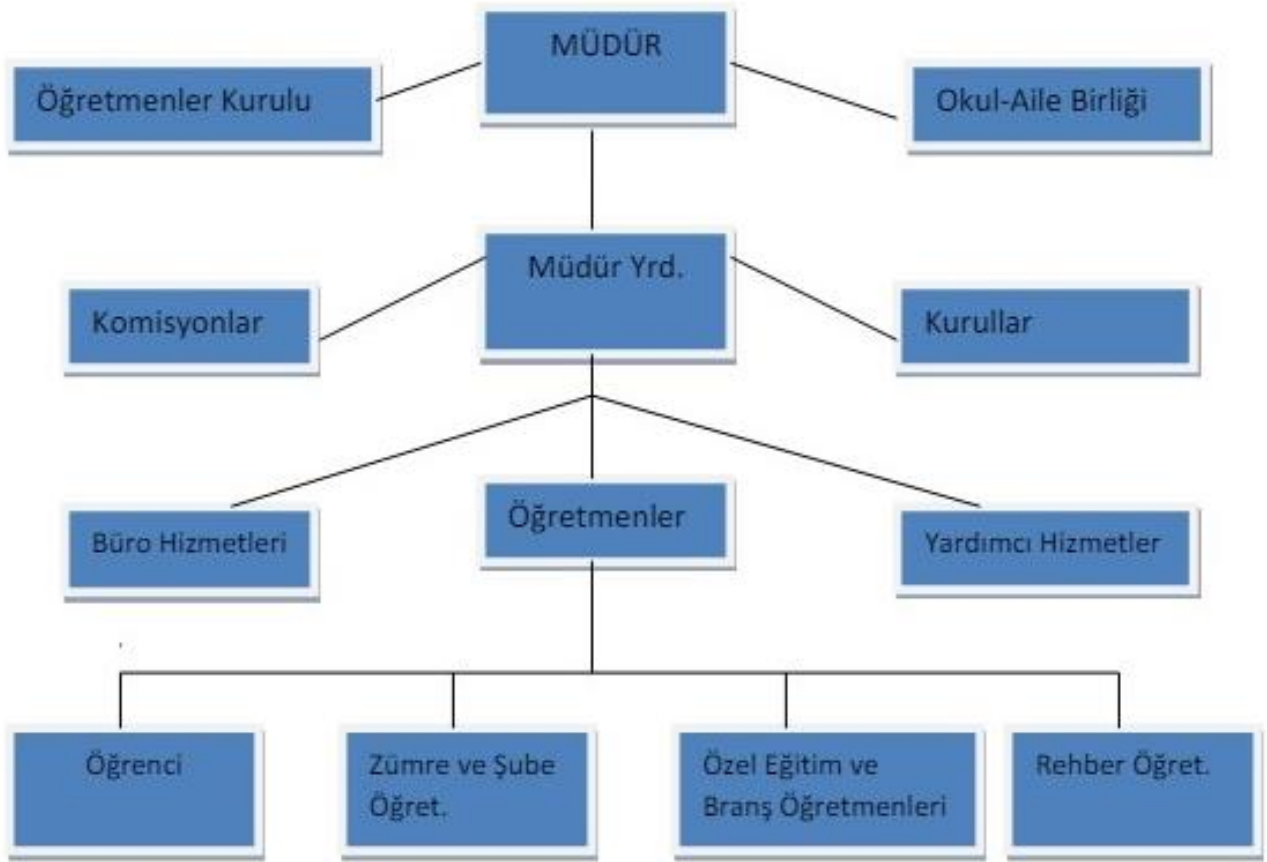 MÜDÜR
Öğretmenler Kurulu
Okul-Aile Birliği
Müdür Yrd.
Komisyonlar
Kurullar
Büro Hizmetleri
Öğretmenler
Yardımcı Hizmetler
Öğrenci
Zümre ve Şube
Öğret.
Özel Eğitim ve
Branş Öğretmenleri
Rehber Öğret.